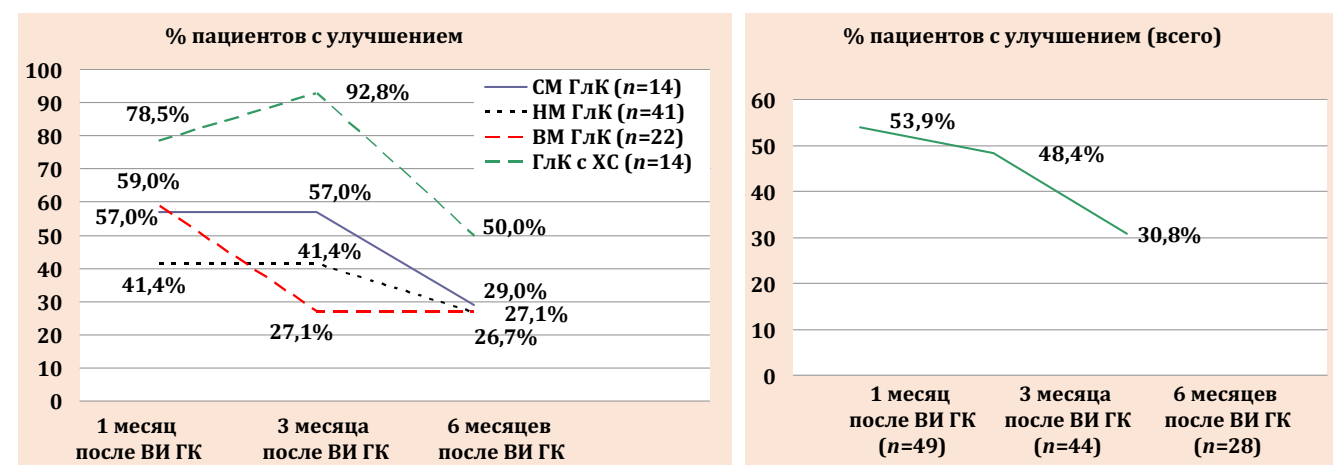 % пациентов с улучшением
100
90
80
70
60
50
40
30
20
10
0
78,5%
92,8%
59,0%
57,0%
57,0%
50,0%
41,4%
41,4%
29,0%
27,1%
27,1%
26,7%
СМ ГлК (n=14)
НМ ГлК (n=41)
ВМ ГлК (n=22)
ГлК с ХС (n=14)
1 месяц
после ВИ ГК
3 месяца
после ВИ ГК
6 месяцев
после ВИ ГК
% пациентов с улучшением (всего)
60
50
40
30
20
10
0
53,9%
48,4%
30,8%
1 месяц
после ВИ ГК
(n=49)
3 месяца
после ВИ ГК
(n=44)
6 месяцев
после ВИ ГК
(n=28)